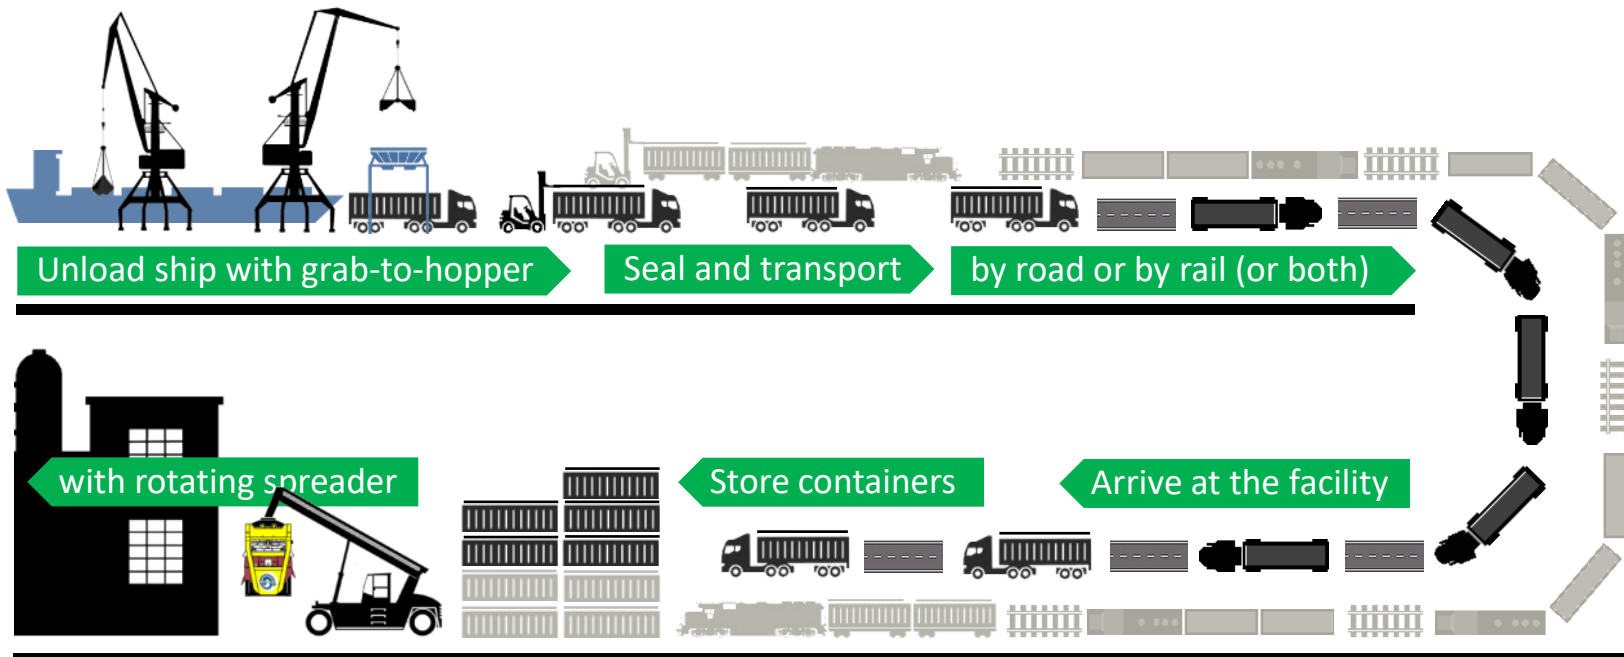 Unload ship with grab-to-hopper
Seal and transport
by road or by rail (or both)
Arrive at the facility
Store containers
with rotating spreader